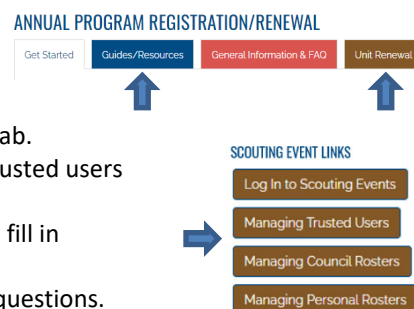 ANNUAL PROGRAM REGISTRATION/RENEWAL
Get Started Guides/Resources General Information & FAQ Unit Renewal
ab.
usted users
fill in
questions.
SCOUTING EVENT LINKS
Log In to Scouting Events
Managing Trusted Users
Managing Council Rosters
Managing Personal Rosters